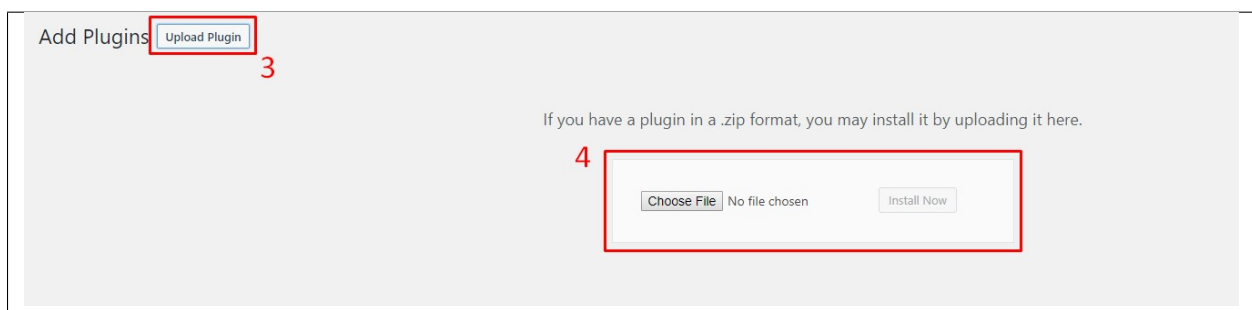 Add Plugins Upload Plugin
3
If you have a plugin in a .zip format, you may install it by uploading it here.
4
Choose File No file chosen Install Now